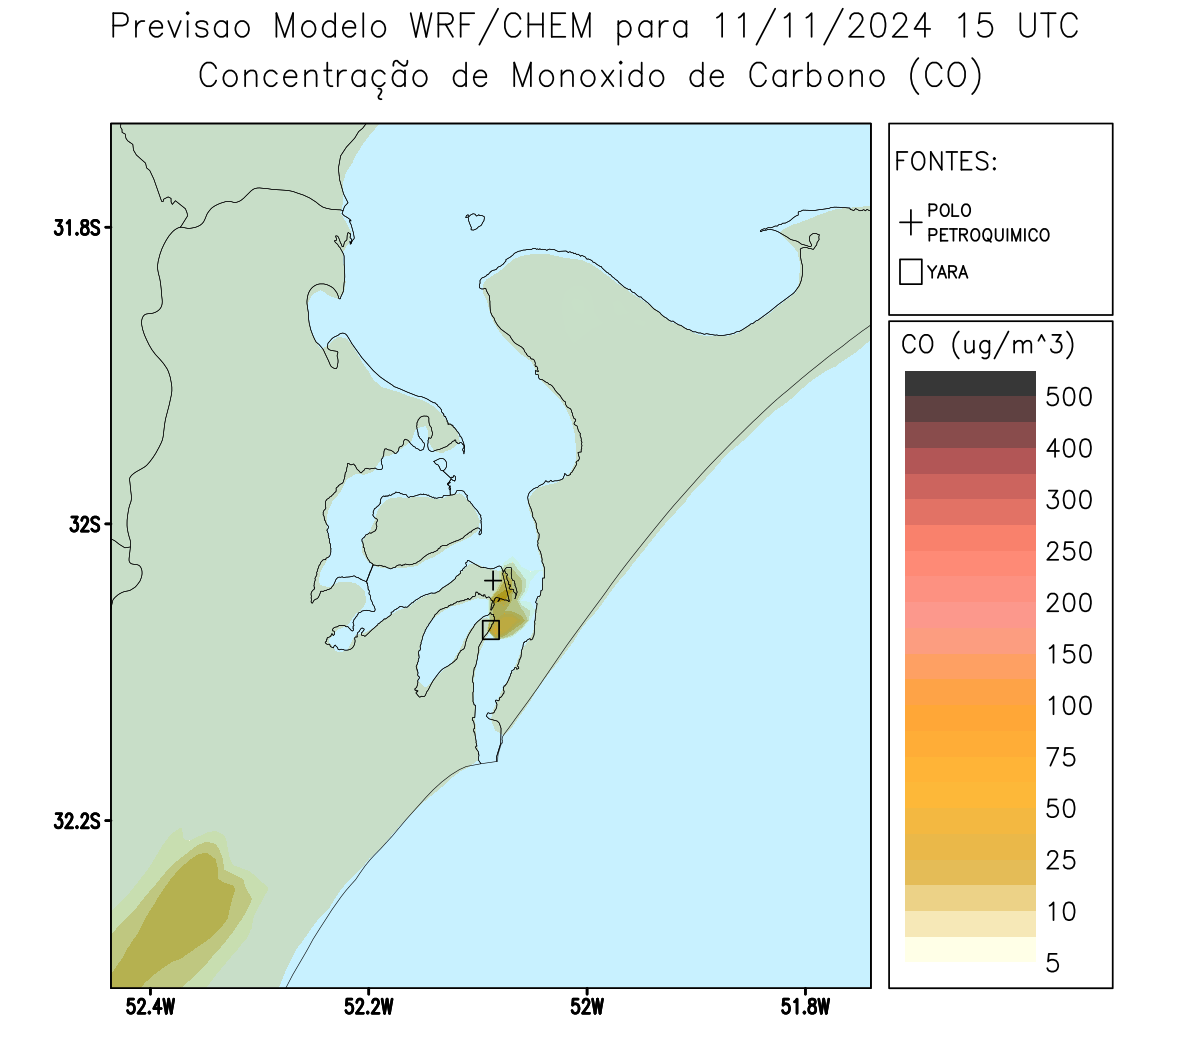 Previsao Modelo WRF/CHEM para 11/11/2024 15 UTC
Concentração de Monoxido de Carbono (CO)
FONTES:
POLO
PETROQUIMICO
YARA
CO (ug/m^3)
500
400
300
250
200
150
100
75
50
25
10
5
31.8S
32S
32.2S
52.4W
52.2W
52W
51.8W